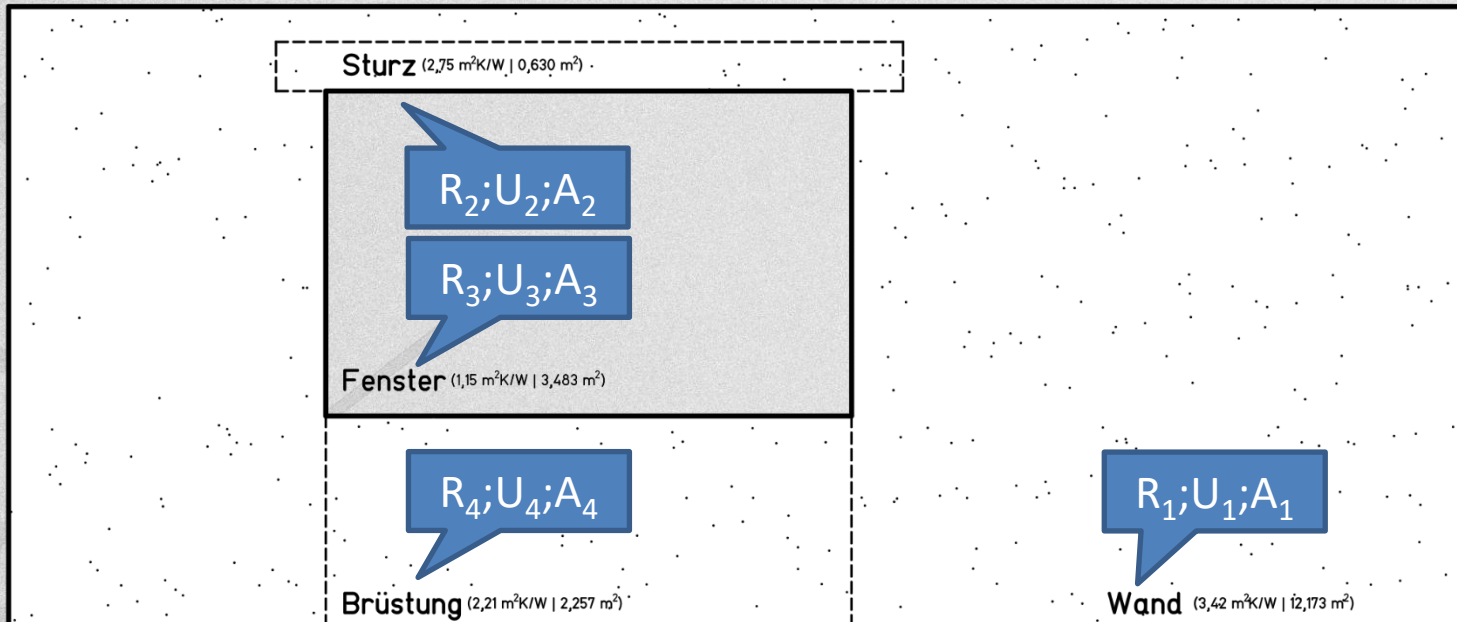 Sturz (2,75 m²K/W | 0,630 m²)
R₂;U₂;A₂
R₃;U₃;A₃
Fenster (1,15 m²K/W | 3,483 m²)
R₄;U₄;A₄
R₁;U₁;A₁
Brüstung (2,21 m²K/W | 2,257 m²)
Wand (3,42 m²K/W | 12,173 m²)